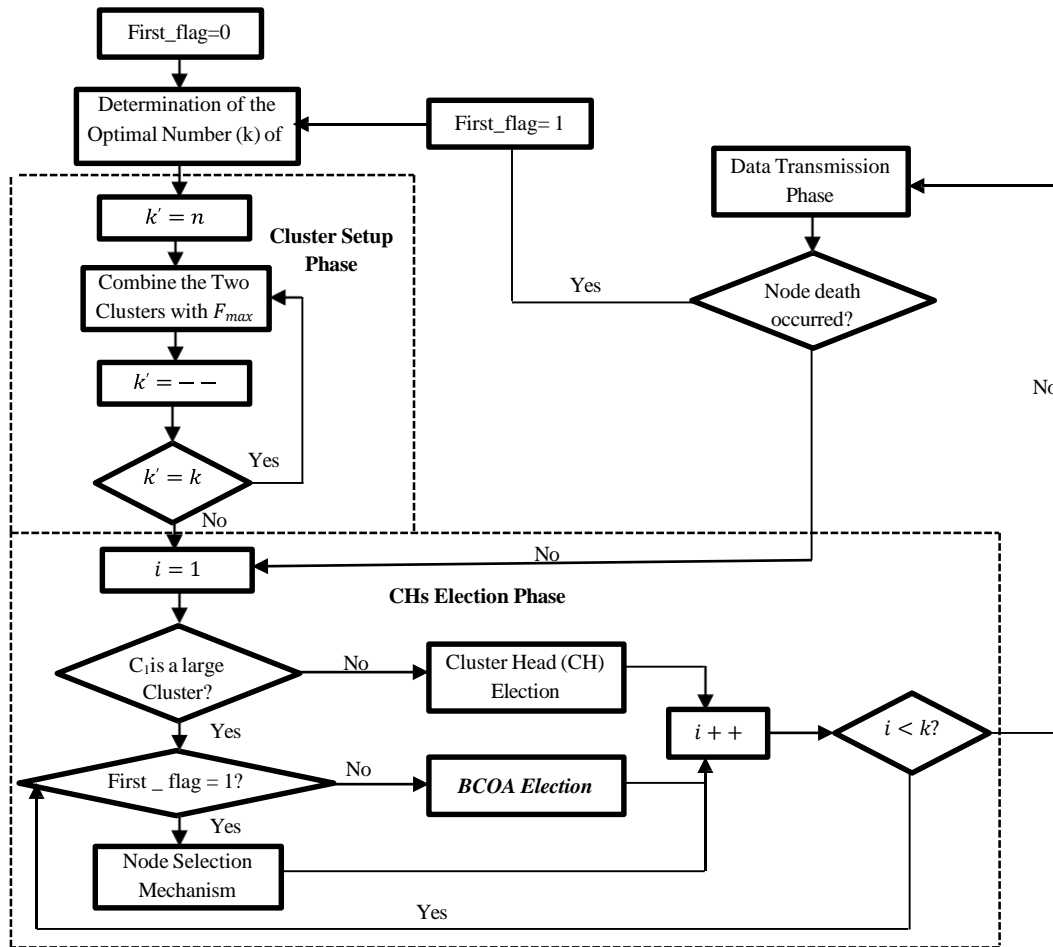 First_flag=0
Determination of the
Optimal Number (k) of
First_flag= 1
Data Transmission
Phase
k′ = n
Cluster Setup
Phase
Combine the Two
Clusters with Fmax
Yes
Node death
occurred?
k′ = − −
No
k′ = k
Yes
No
i = 1
No
CHs Election Phase
C₁is a large
Cluster?
No
Cluster Head (CH)
Election
i + +
i < k?
Yes
First _ flag = 1?
No
BCOA Election
Yes
Node Selection
Mechanism
Yes